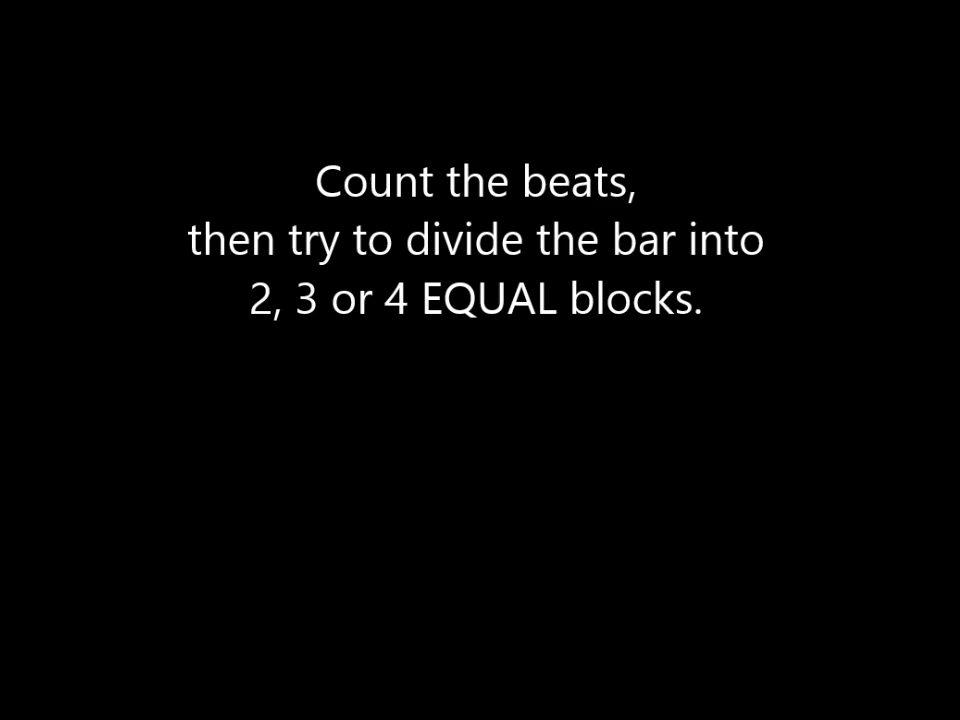 Count the beats,
then try to divide the bar into
2, 3 or 4 EQUAL blocks.